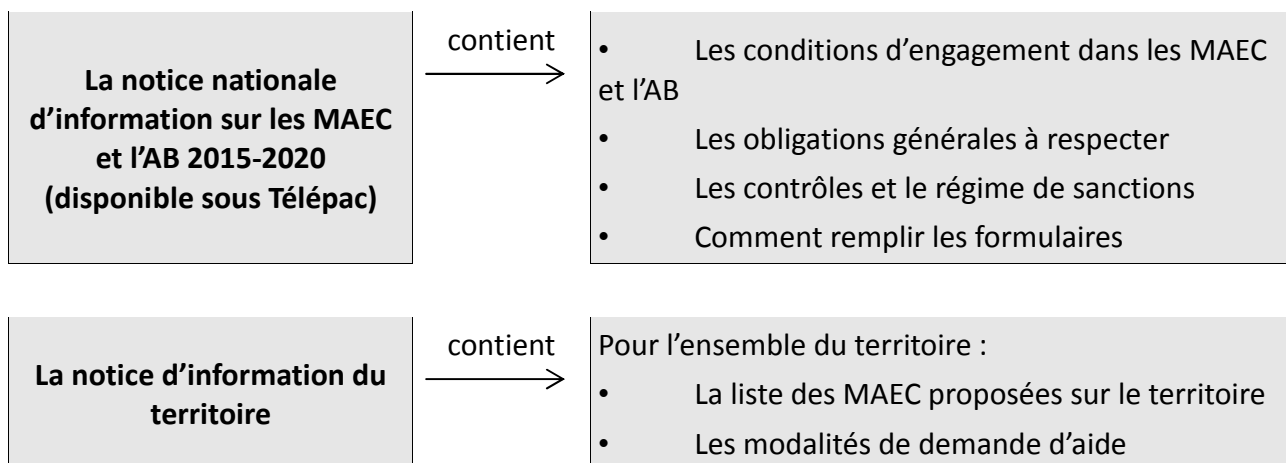 La notice nationale
d’information sur les MAEC
et l’AB 2015-2020
(disponible sous Télépac)
contient
• Les conditions d’engagement dans les MAEC
et l’AB
• Les obligations générales à respecter
• Les contrôles et le régime de sanctions
• Comment remplir les formulaires
La notice d’information du
territoire
contient
Pour l’ensemble du territoire :
• La liste des MAEC proposées sur le territoire
• Les modalités de demande d’aide